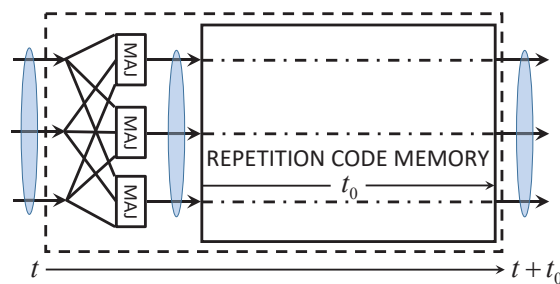 MAJ
MAJ
MAJ
REPETITION CODE MEMORY
t₀
t
t + t₀